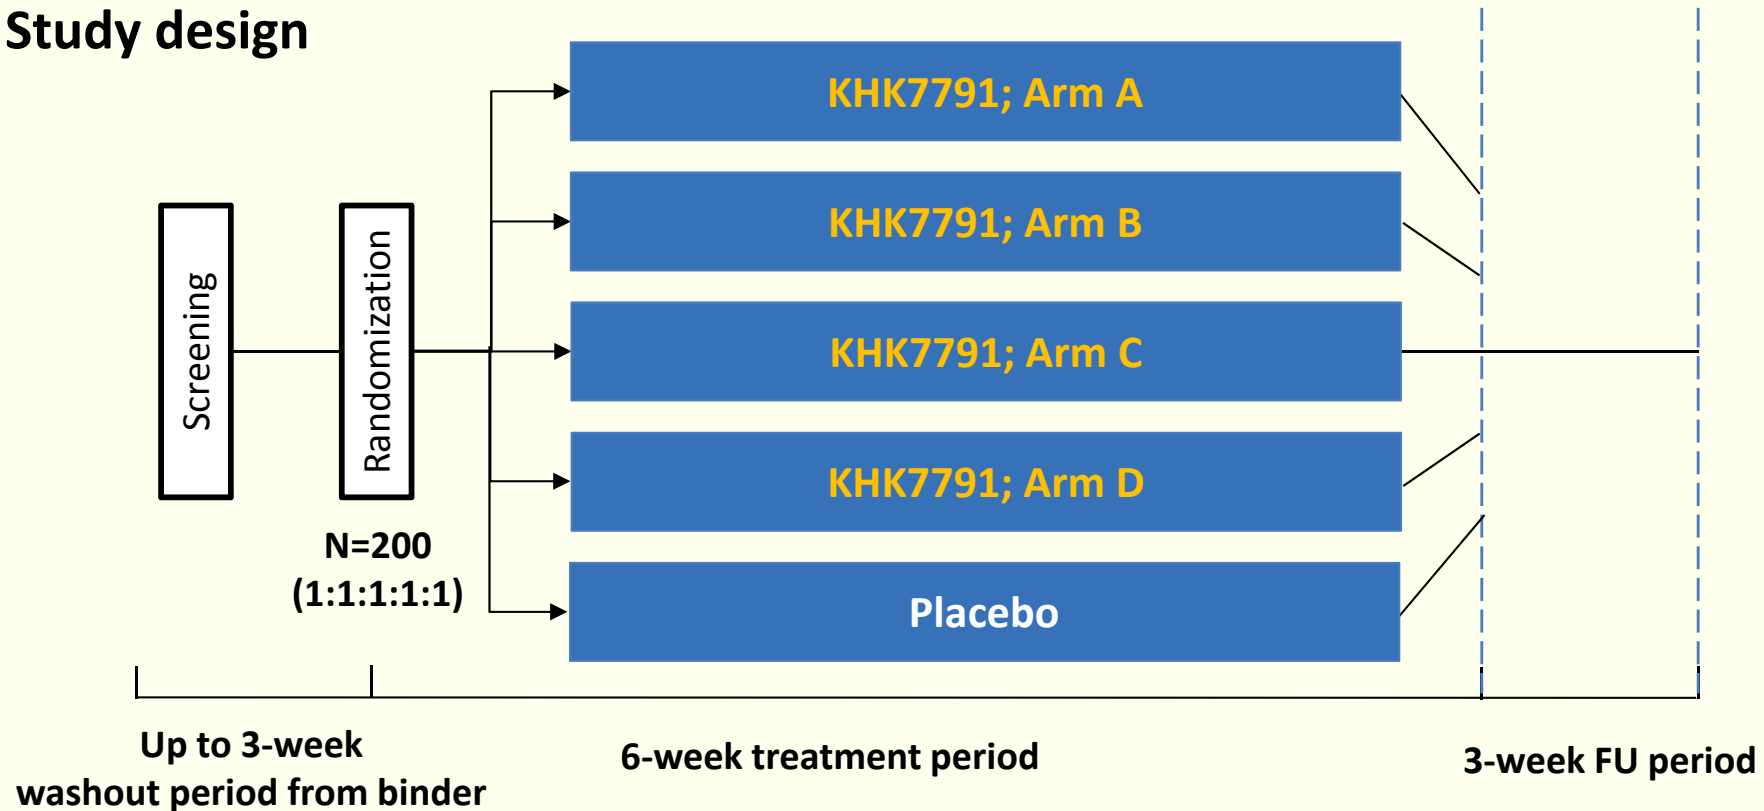 Study design
KHK7791; Arm A
KHK7791; Arm B
Screening
Randomization
KHK7791; Arm C
KHK7791; Arm D
N=200
(1:1:1:1:1)
Placebo
Up to 3-week
washout period from binder
6-week treatment period
3-week FU period